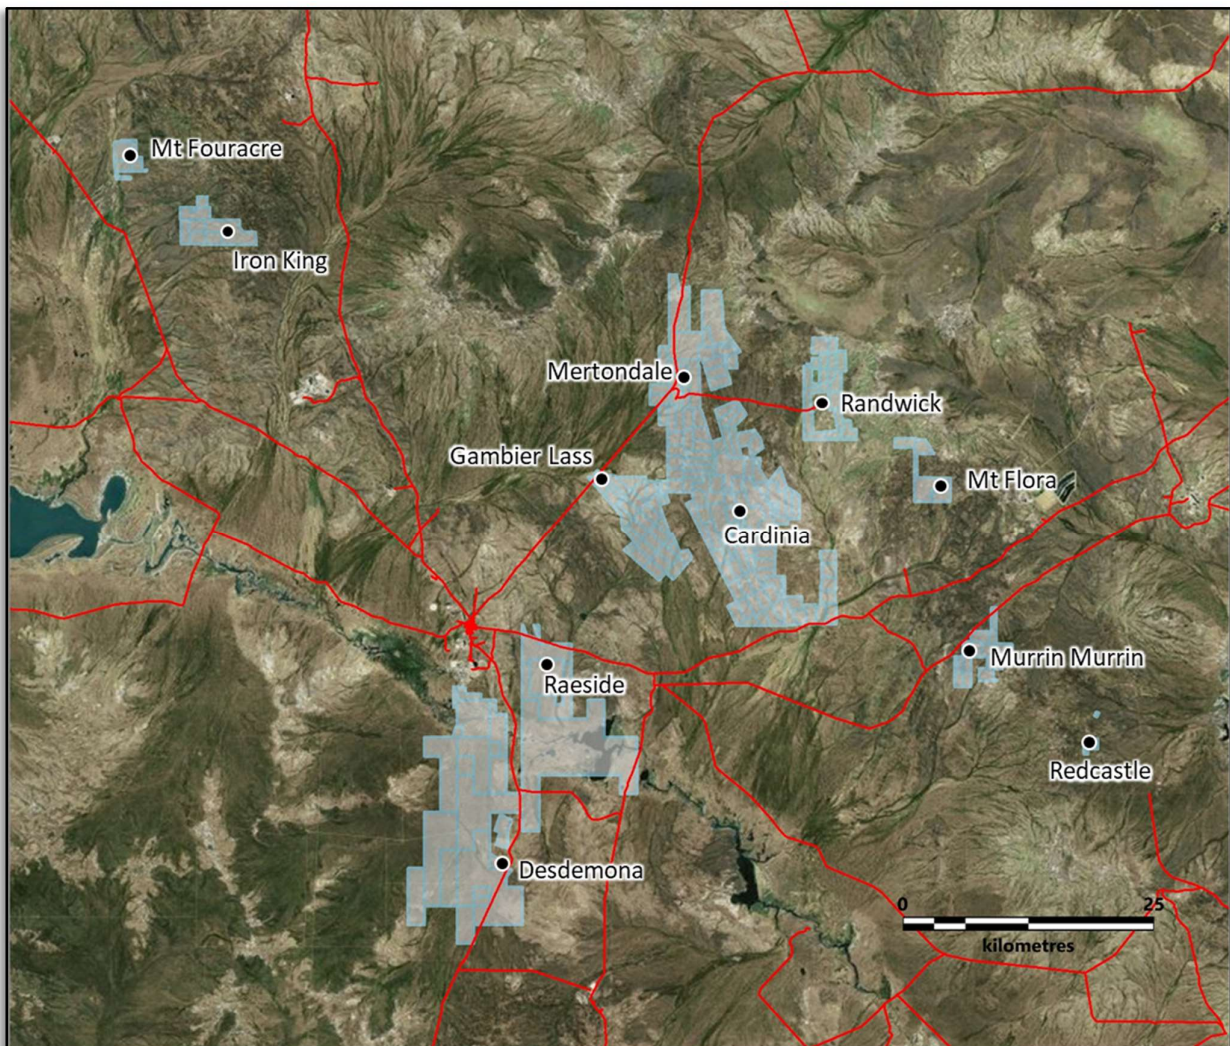 Mt Fouracre
Iron King
Mertondale
Randwick
Gambier Lass
Mt Flora
Cardinia
Murrin Murrin
Raeside
Redcastle
Desdemona
0 25
kilometres